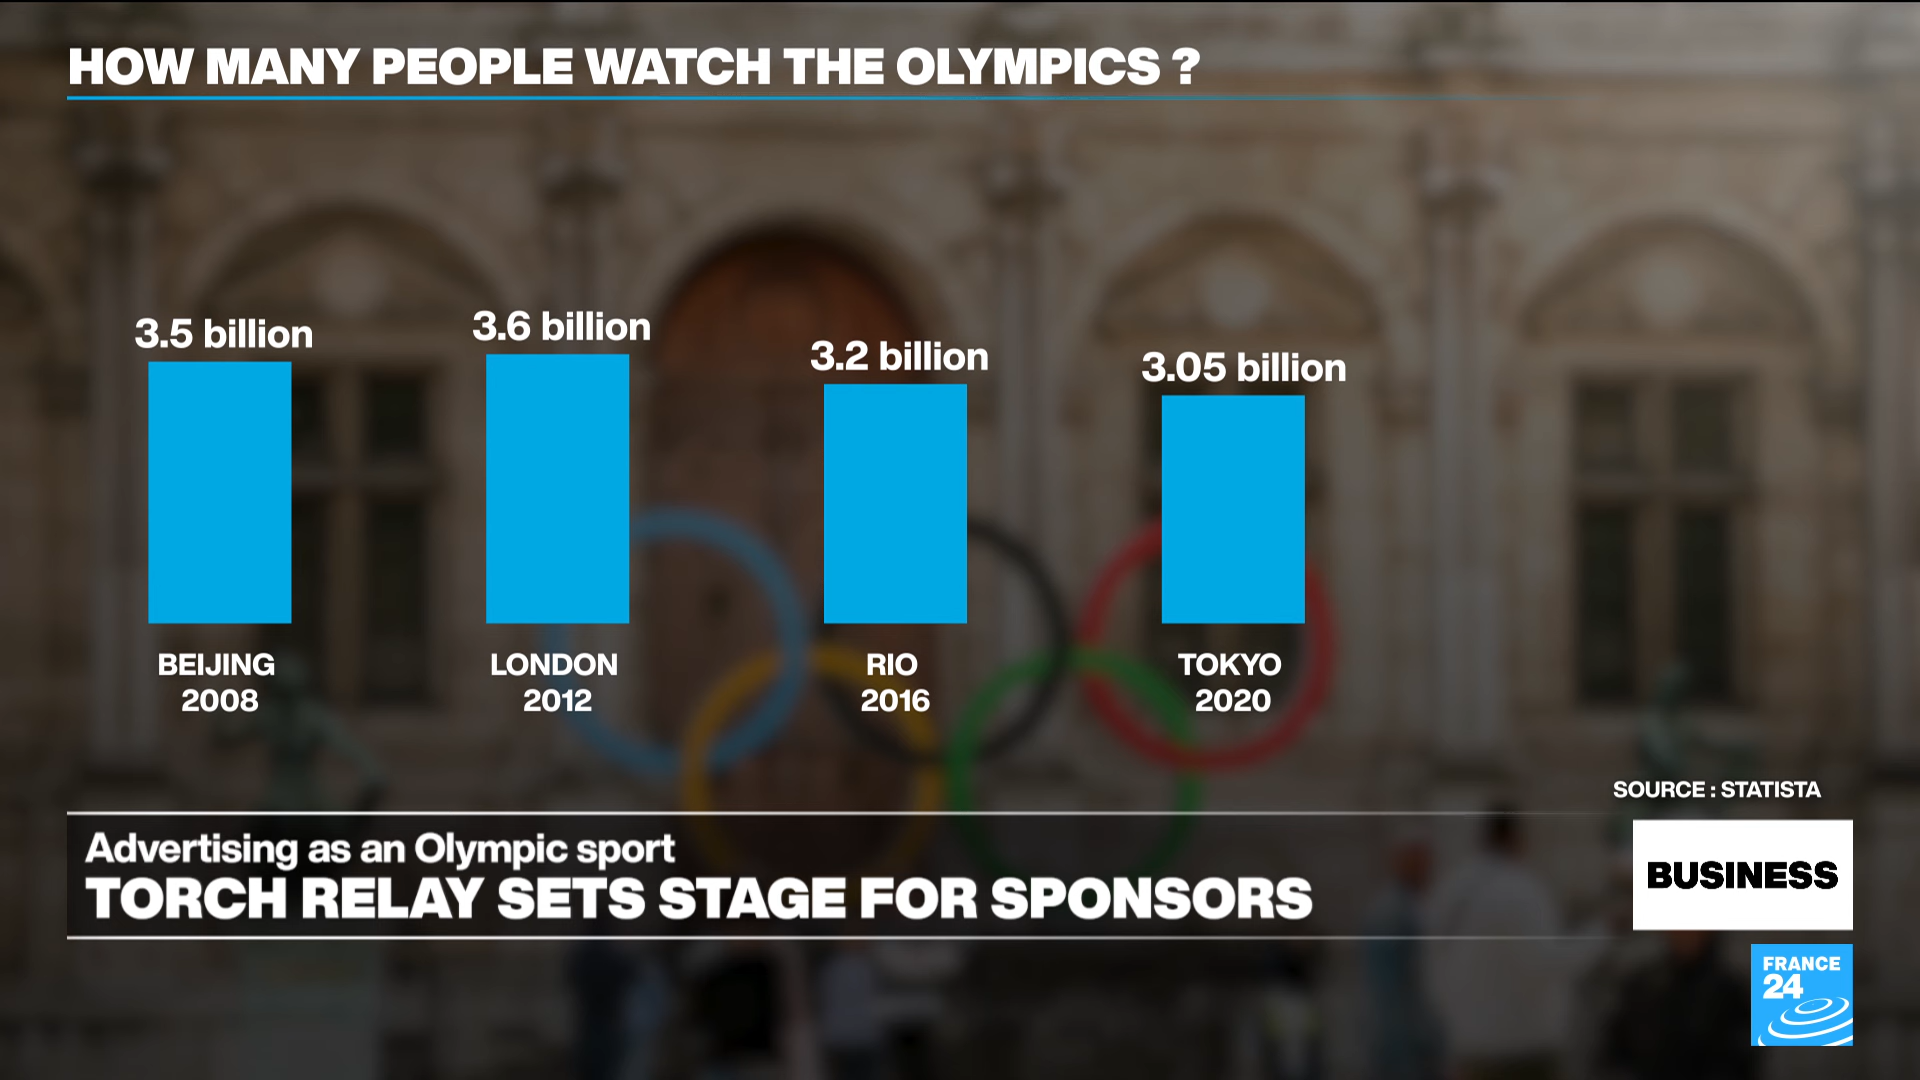 HOW MANY PEOPLE WATCH THE OLYMPICS ?
3.5 billion
3.6 billion
3.2 billion
3.05 billion
BEIJING
2008
LONDON
2012
RIO
2016
TOKYO
2020
SOURCE : STATISTA
Advertising as an Olympic sport
TORCH RELAY SETS STAGE FOR SPONSORS
BUSINESS
FRANCE
24